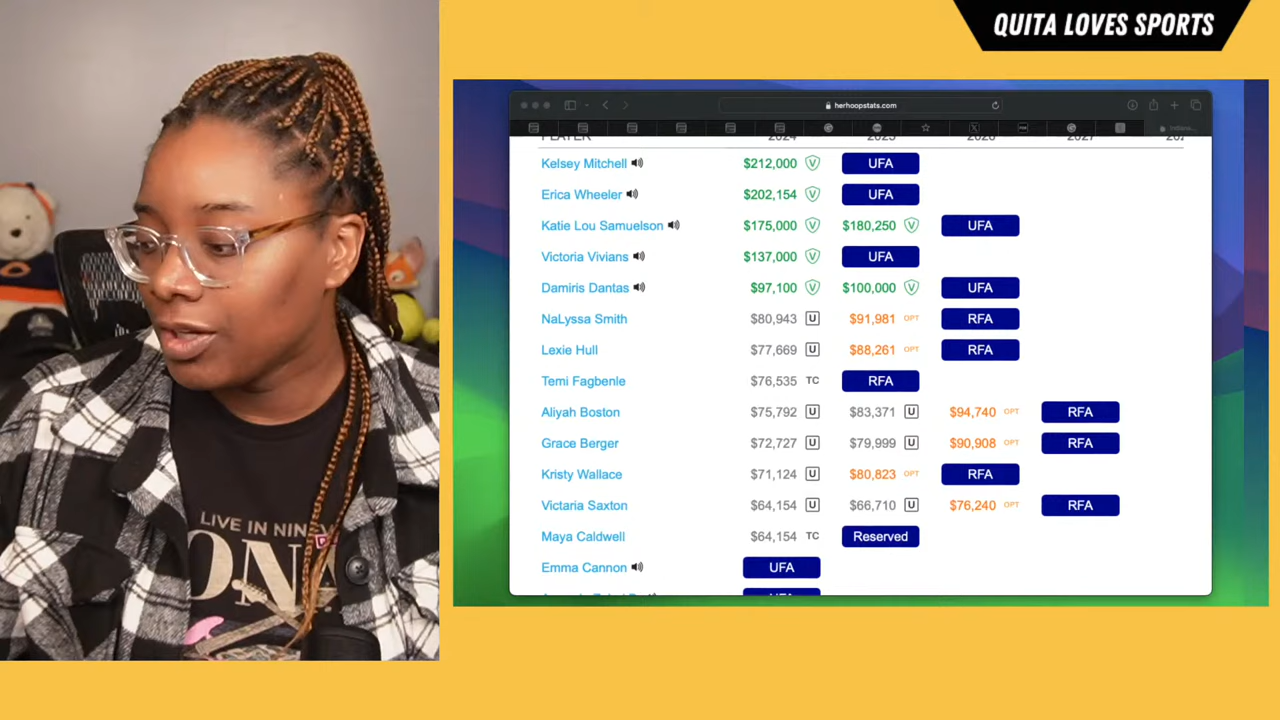 QUITA LOVES SPORTS
herhoopstats.com
PLAYER 2024 2025 2026 2027
Kelsey Mitchell $212,000 V UFA
Erica Wheeler $202,154 V UFA
Katie Lou Samuelson $175,000 V $180,250 V UFA
Victoria Vivians $137,000 V UFA
Damiris Dantas $97,100 V $100,000 V UFA
NaLyssa Smith $80,943 U $91,981 OPT RFA
Lexie Hull $77,669 U $88,261 OPT RFA
Temi Fagbenle $76,535 TC RFA
Aliyah Boston $75,792 U $83,371 U $94,740 OPT RFA
Grace Berger $72,727 U $79,999 U $90,908 OPT RFA
Kristy Wallace $71,124 U $80,823 OPT RFA
Victaria Saxton $64,154 U $66,710 U $76,240 OPT RFA
Maya Caldwell $64,154 TC Reserved
Emma Cannon UFA
LIVE IN